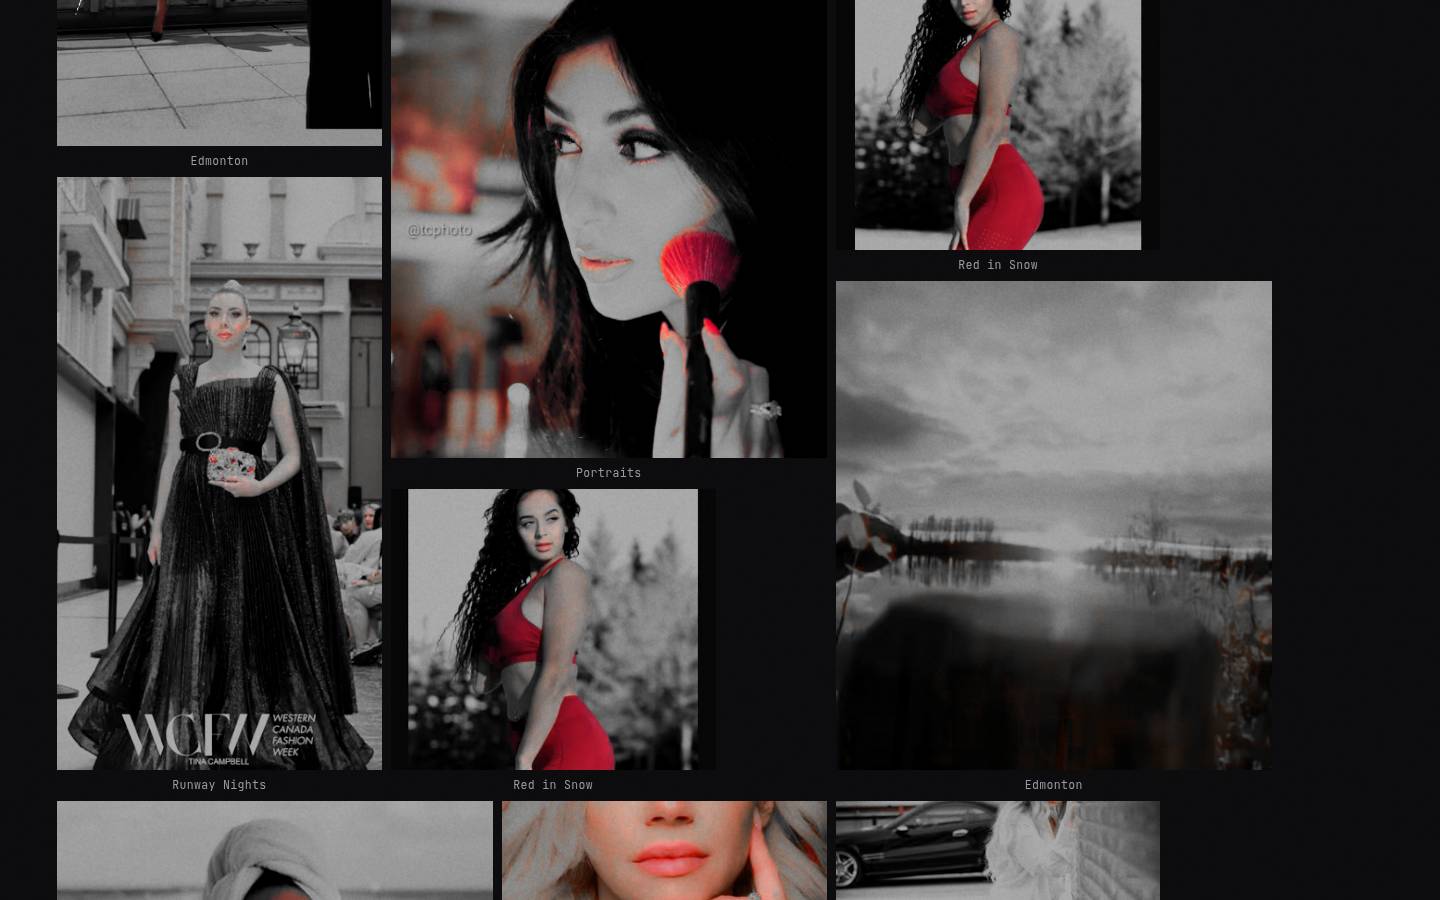 Edmonton
@tcphoto
Red in Snow
Portraits
WCFW
WESTERN
CANADA
FASHION
WEEK
TINA CAMPBELL
Runway Nights
Red in Snow
Edmonton